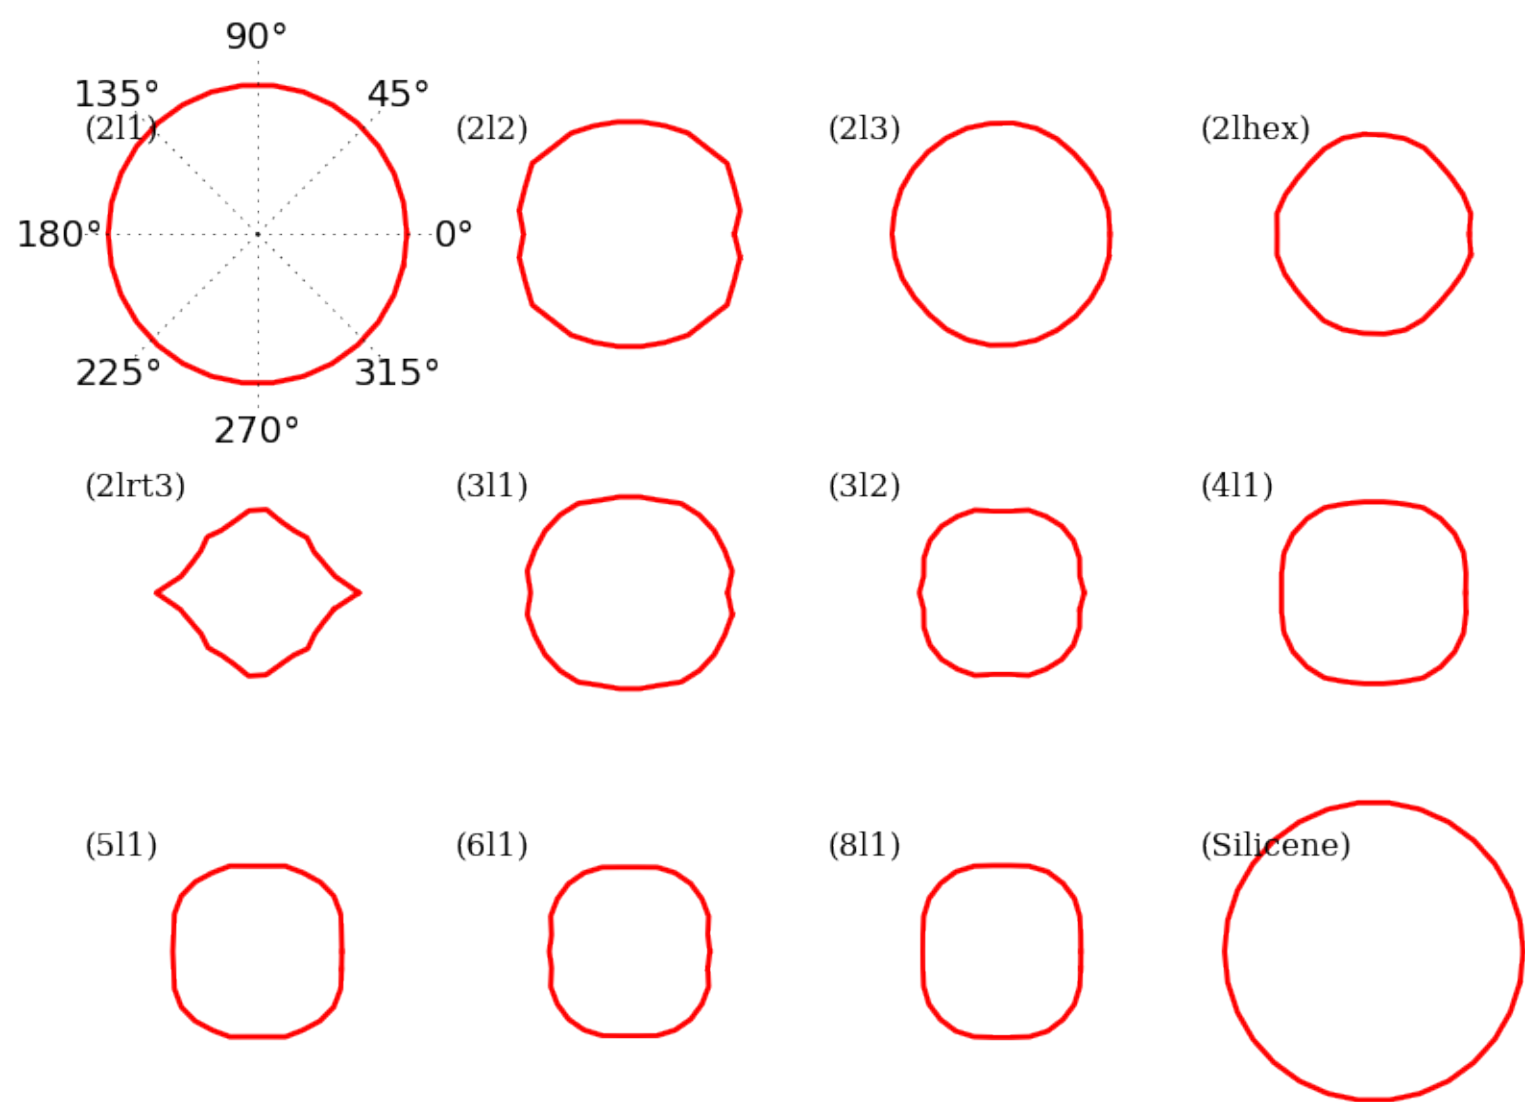 90°
135°
45°
(2l1)
(2l2)
(2l3)
(2lhex)
180°
0°
225°
315°
270°
(2lrt3)
(3l1)
(3l2)
(4l1)
(5l1)
(6l1)
(8l1)
(Silicene)